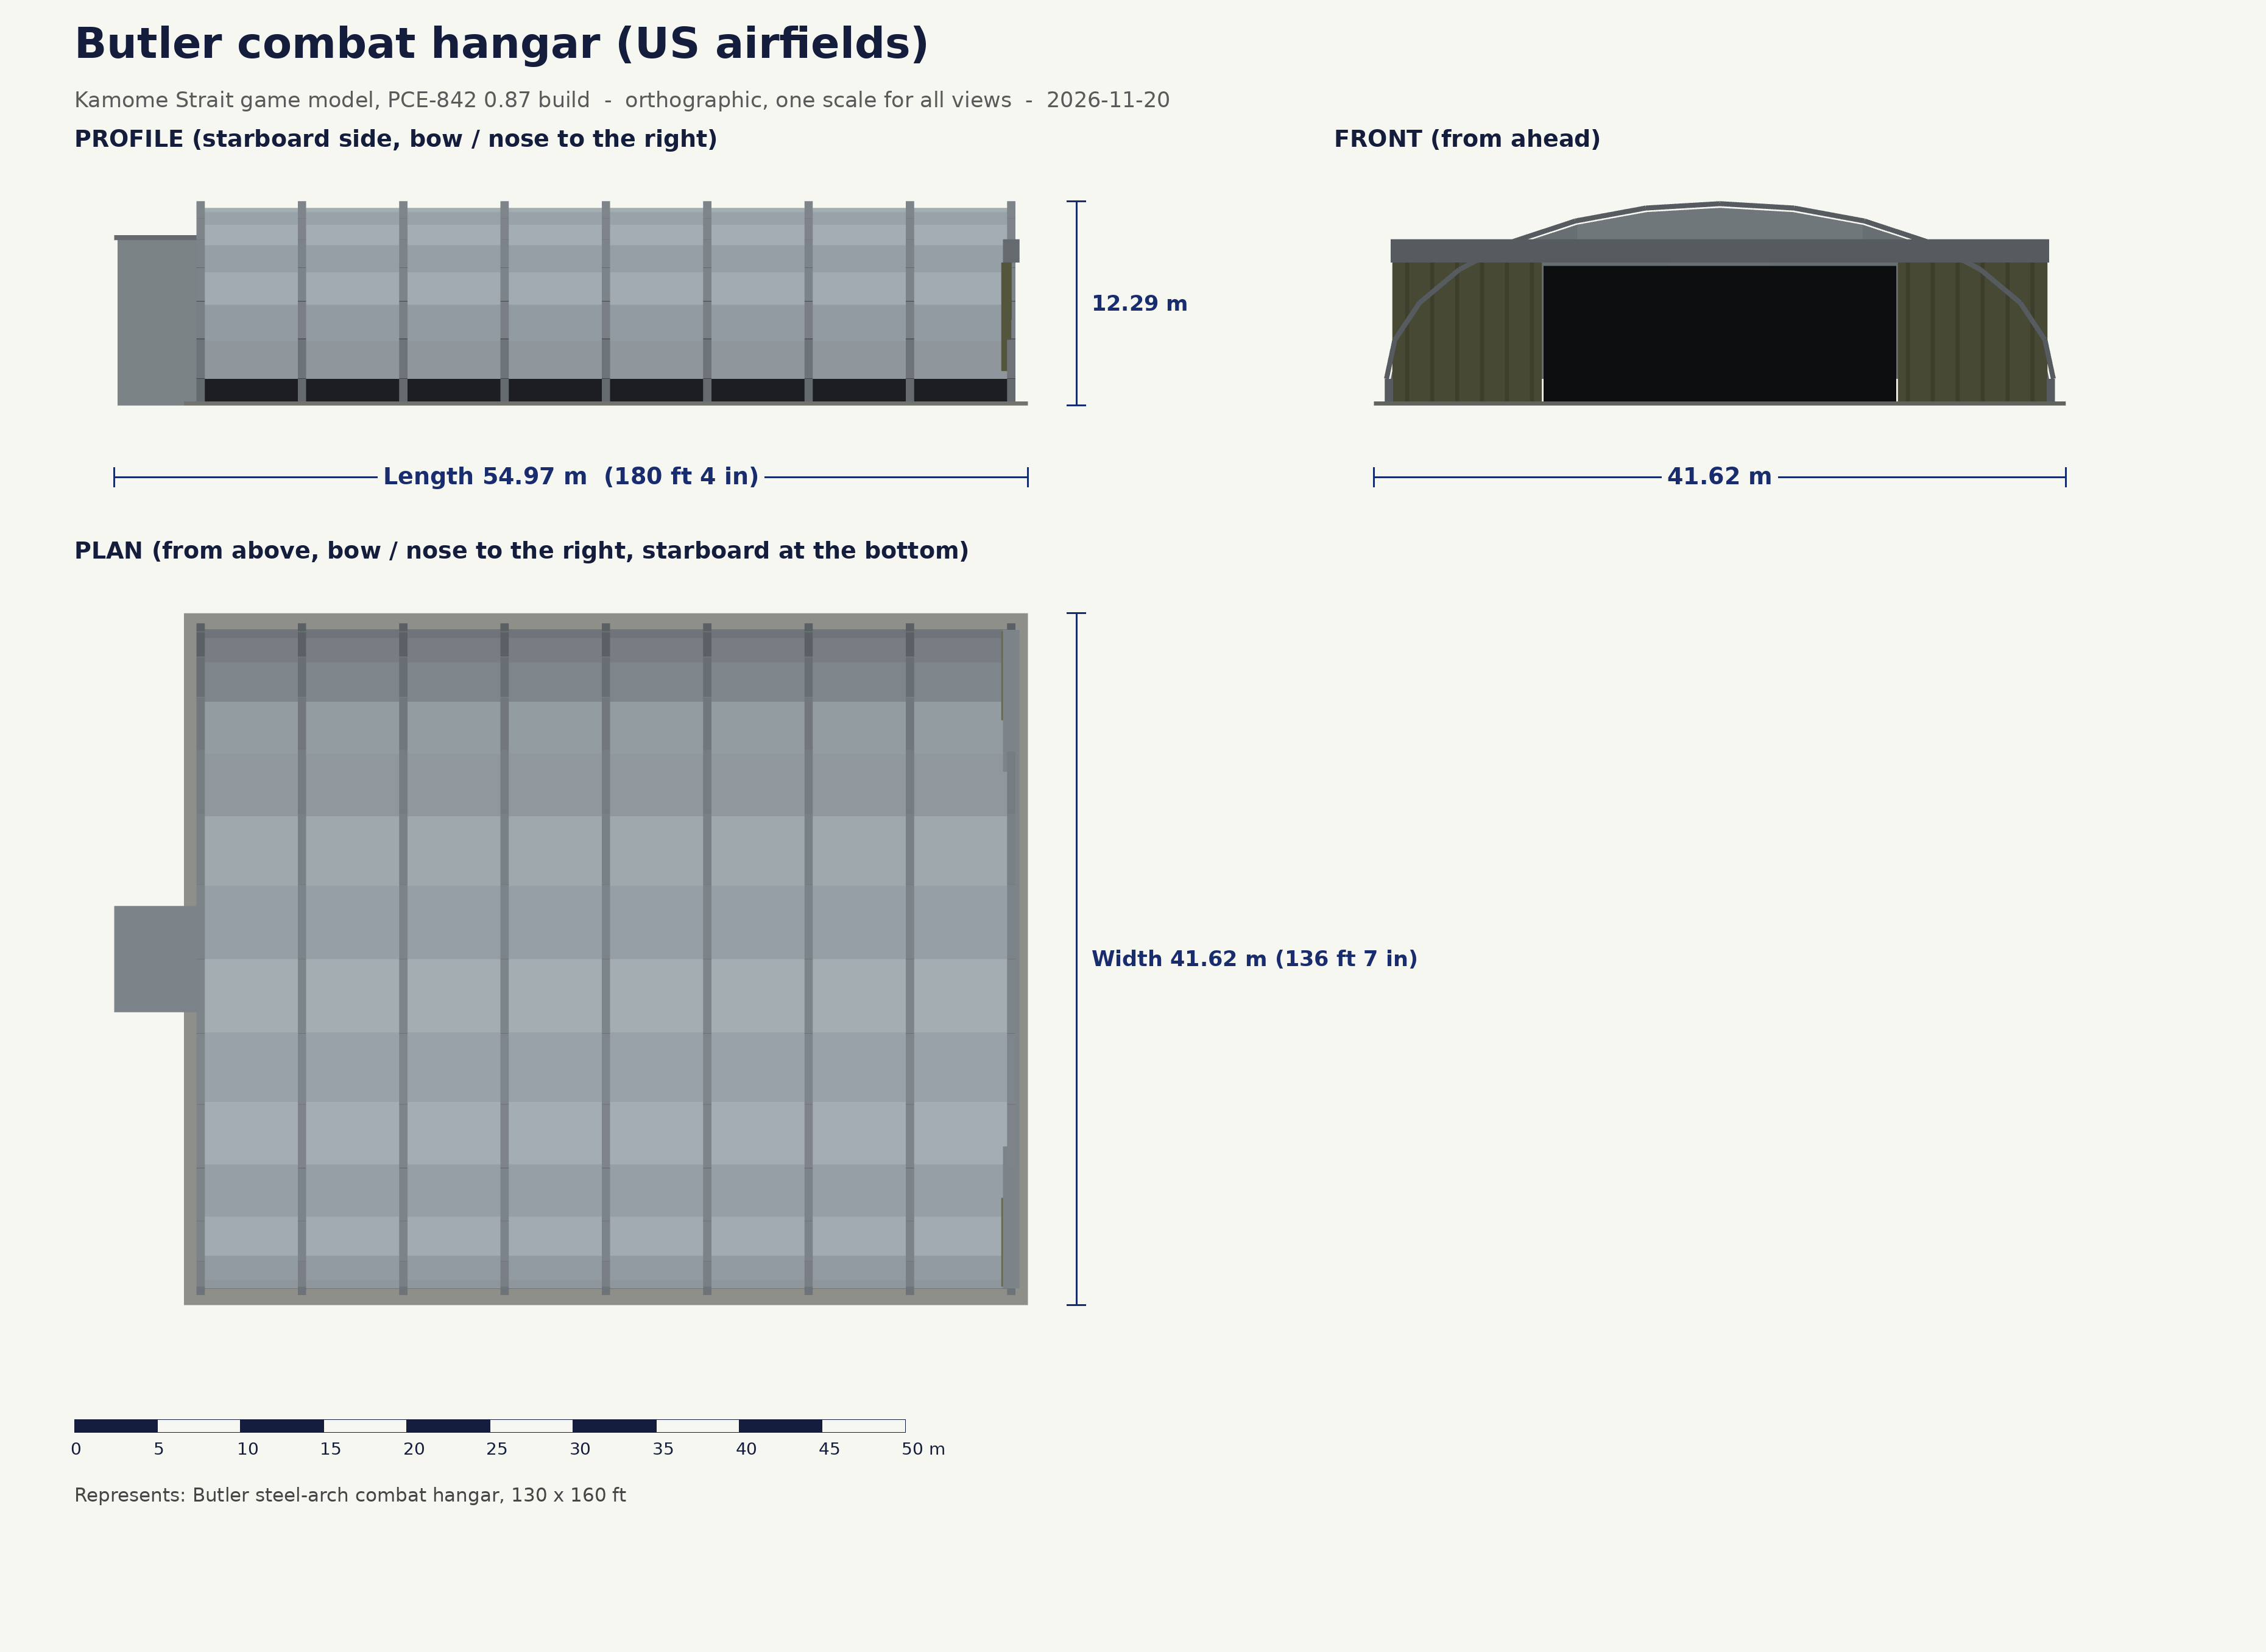 Butler combat hangar (US airfields)
Kamome Strait game model, PCE-842 0.87 build - orthographic, one scale for all views - 2026-11-20
PROFILE (starboard side, bow / nose to the right)
FRONT (from ahead)
12.29 m
Length 54.97 m (180 ft 4 in)
41.62 m
PLAN (from above, bow / nose to the right, starboard at the bottom)
Width 41.62 m (136 ft 7 in)
0 5 10 15 20 25 30 35 40 45 50 m
Represents: Butler steel-arch combat hangar, 130 x 160 ft